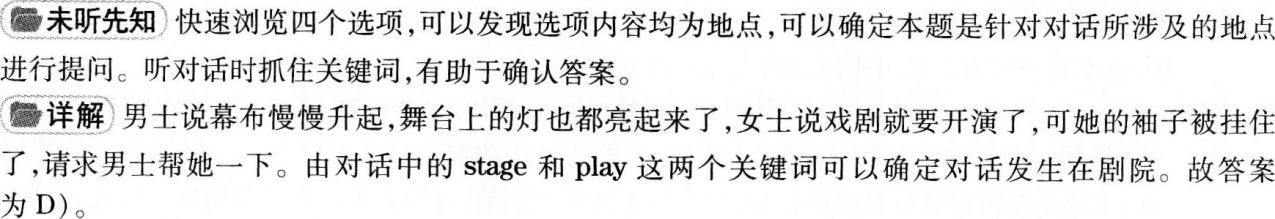 未听先知 快速浏览四个选项,可以发现选项内容均为地点,可以确定本题是针对对话所涉及的地点
进行提问。听对话时抓住关键词,有助于确认答案。
详解 男士说幕布慢慢升起,舞台上的灯也都亮起来了,女士说戏剧就要开演了,可她的袖子被挂住
了,请求男士帮她一下。由对话中的 stage 和 play 这两个关键词可以确定对话发生在剧院。故答案
为 D)。